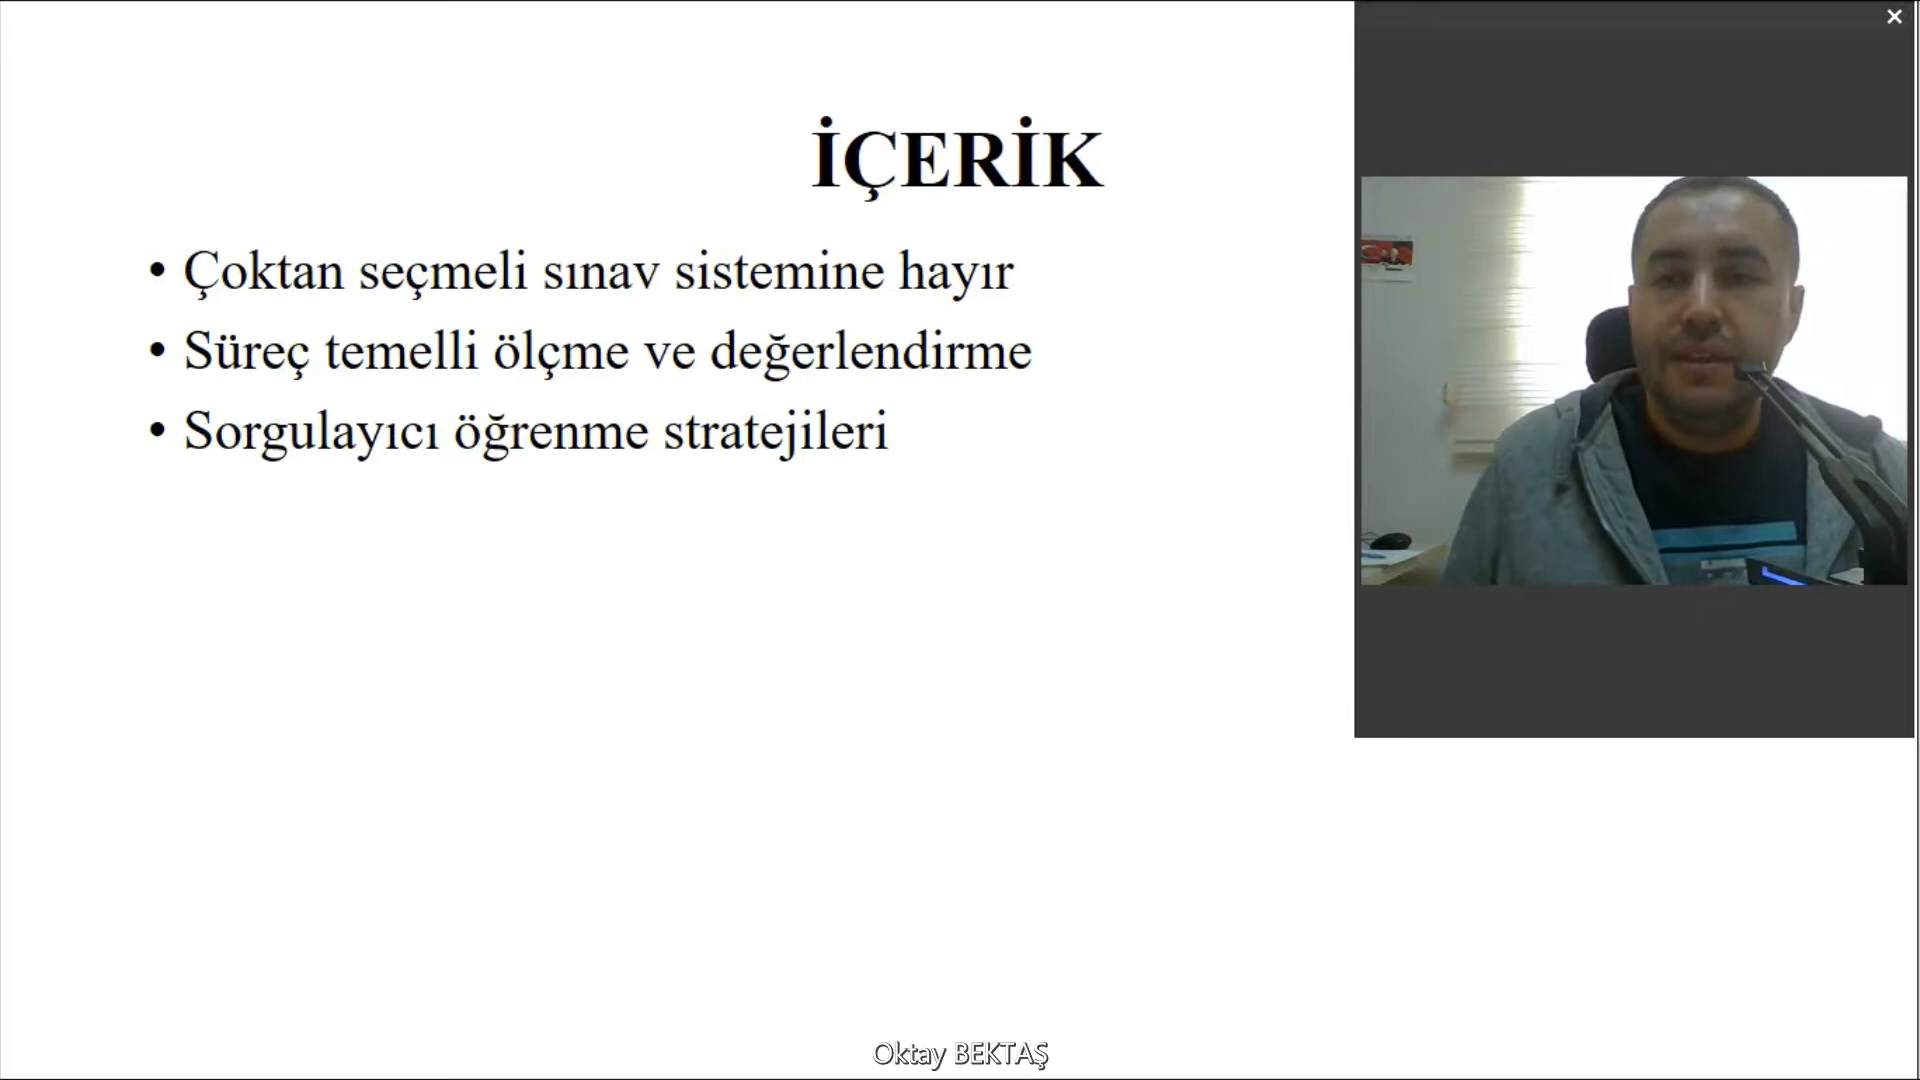 İÇERİK
• Çoktan seçmeli sınav sistemine hayır
• Süreç temelli ölçme ve değerlendirme
• Sorgulayıcı öğrenme stratejileri
Oktay BEKTAŞ